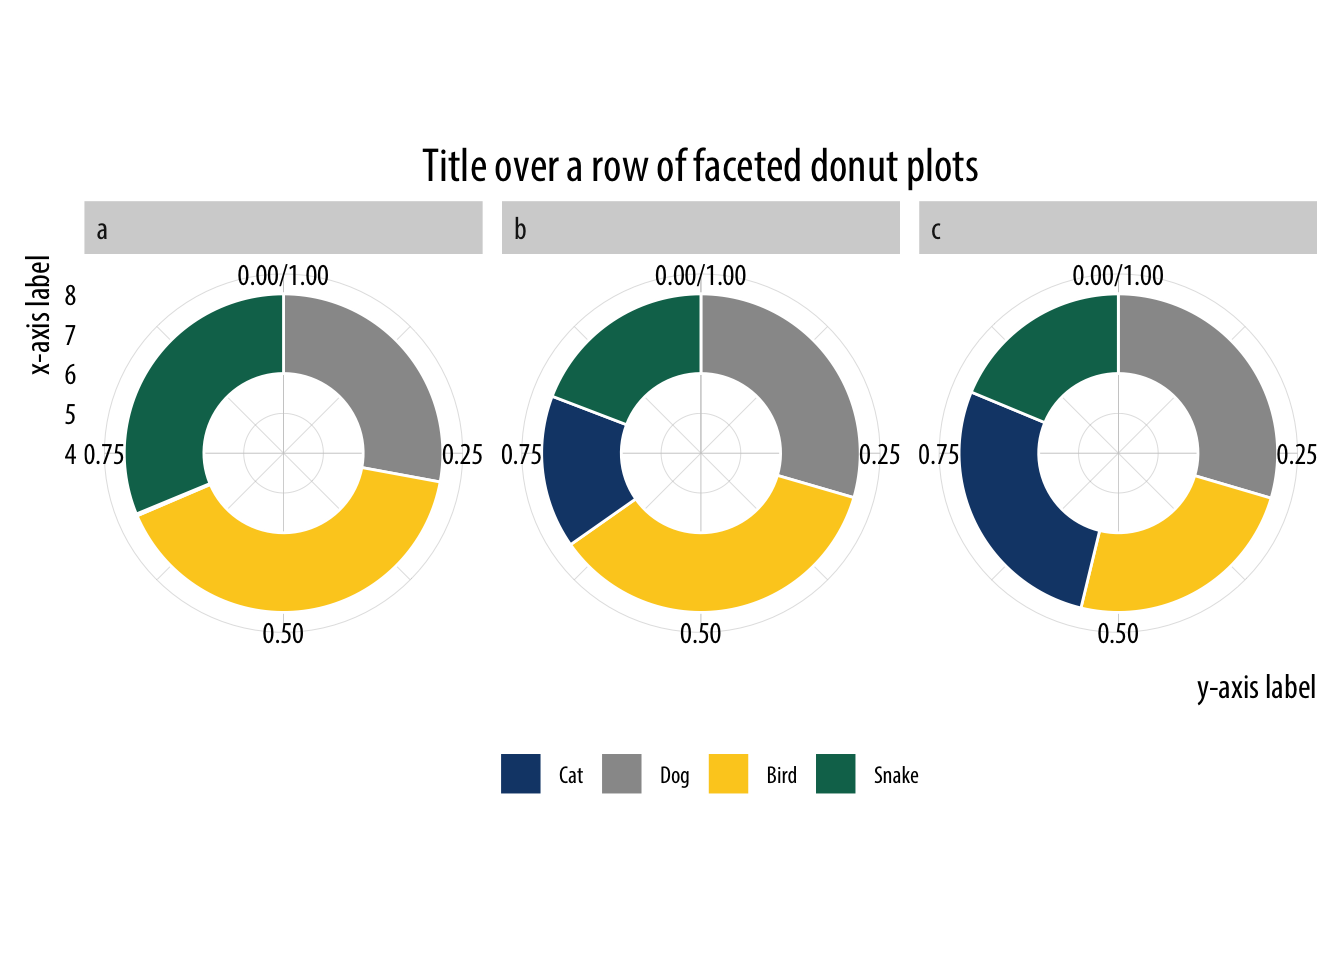 Title over a row of faceted donut plots
a b c
x-axis label
8
7
6
5
4
0.00/1.00 0.00/1.00 0.00/1.00
0.75 0.25 0.75 0.25 0.75 0.25
0.50 0.50 0.50
y-axis label
Cat Dog Bird Snake